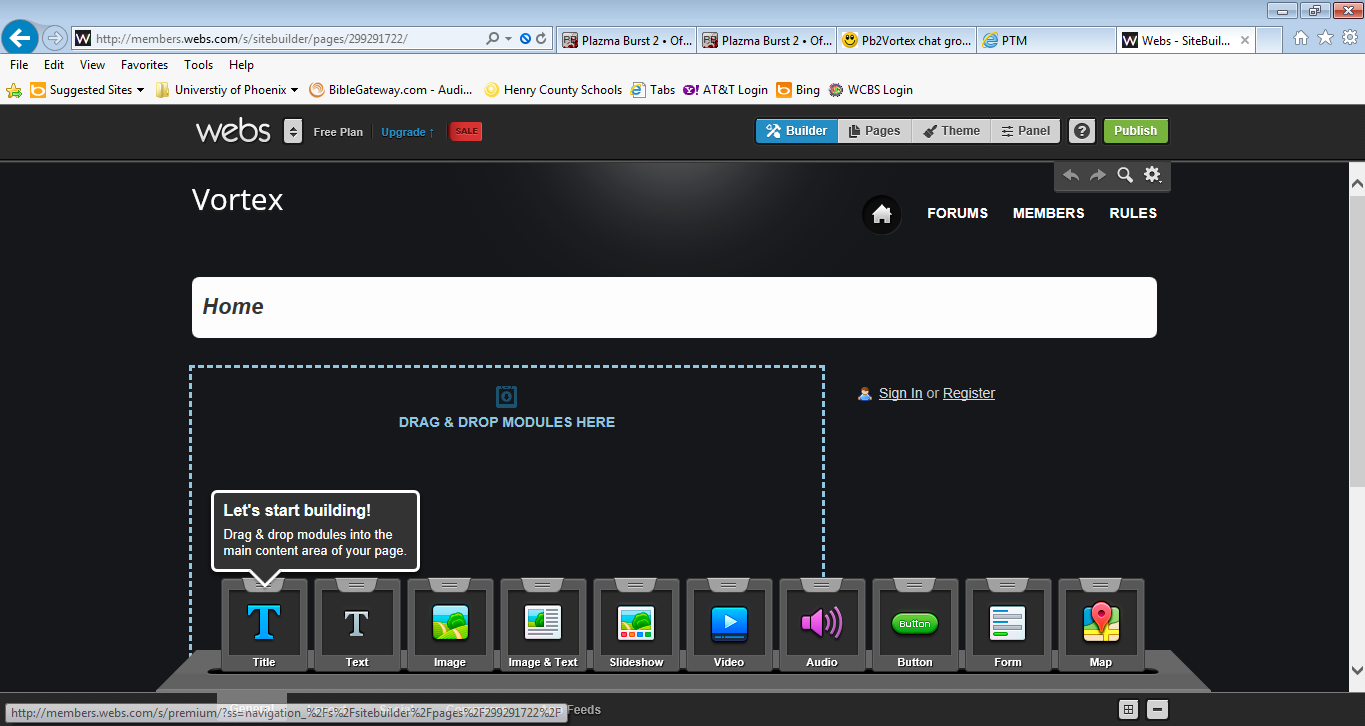 http://members.webs.com/s/sitebuilder/pages/299291722/
Plazma Burst 2 • Of...
Plazma Burst 2 • Of...
Pb2Vortex chat gro...
PTM
Webs - SiteBuil...
File Edit View Favorites Tools Help
Suggested Sites
Universtiy of Phoenix
BibleGateway.com - Audi...
Henry County Schools
Tabs
AT&T Login
Bing
WCBS Login
webs
Free Plan
Upgrade ↑
SALE
Builder
Pages
Theme
Panel
?
Publish
Vortex
FORUMS MEMBERS RULES
Home
DRAG & DROP MODULES HERE
Sign In or Register
Let's start building!
Drag & drop modules into the
main content area of your page.
Button
Title
Text
Image
Image & Text
Slideshow
Video
Audio
Button
Form
Map
Feeds
http://members.webs.com/s/premium/?ss=navigation_%2Fs%2Fsitebuilder%2Fpages%2F299291722%2F